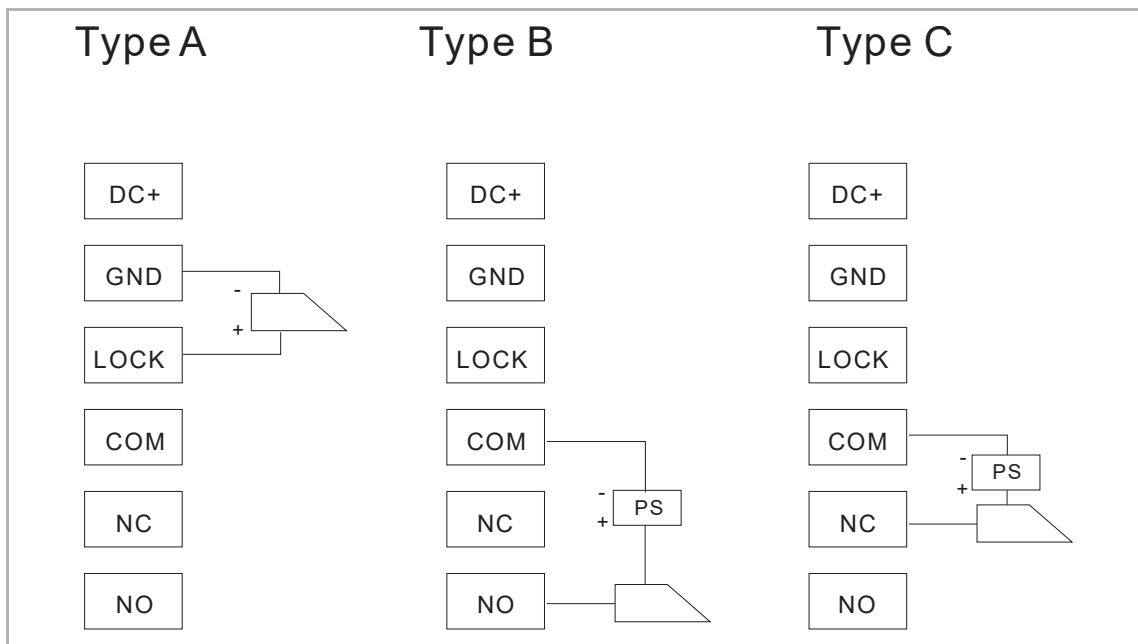 Type A
DC+
GND
-
+
LOCK
COM
NC
NO
Type B
DC+
GND
LOCK
COM
-
PS
+
NC
NO
Type C
DC+
GND
LOCK
COM
-
PS
+
NC
NO